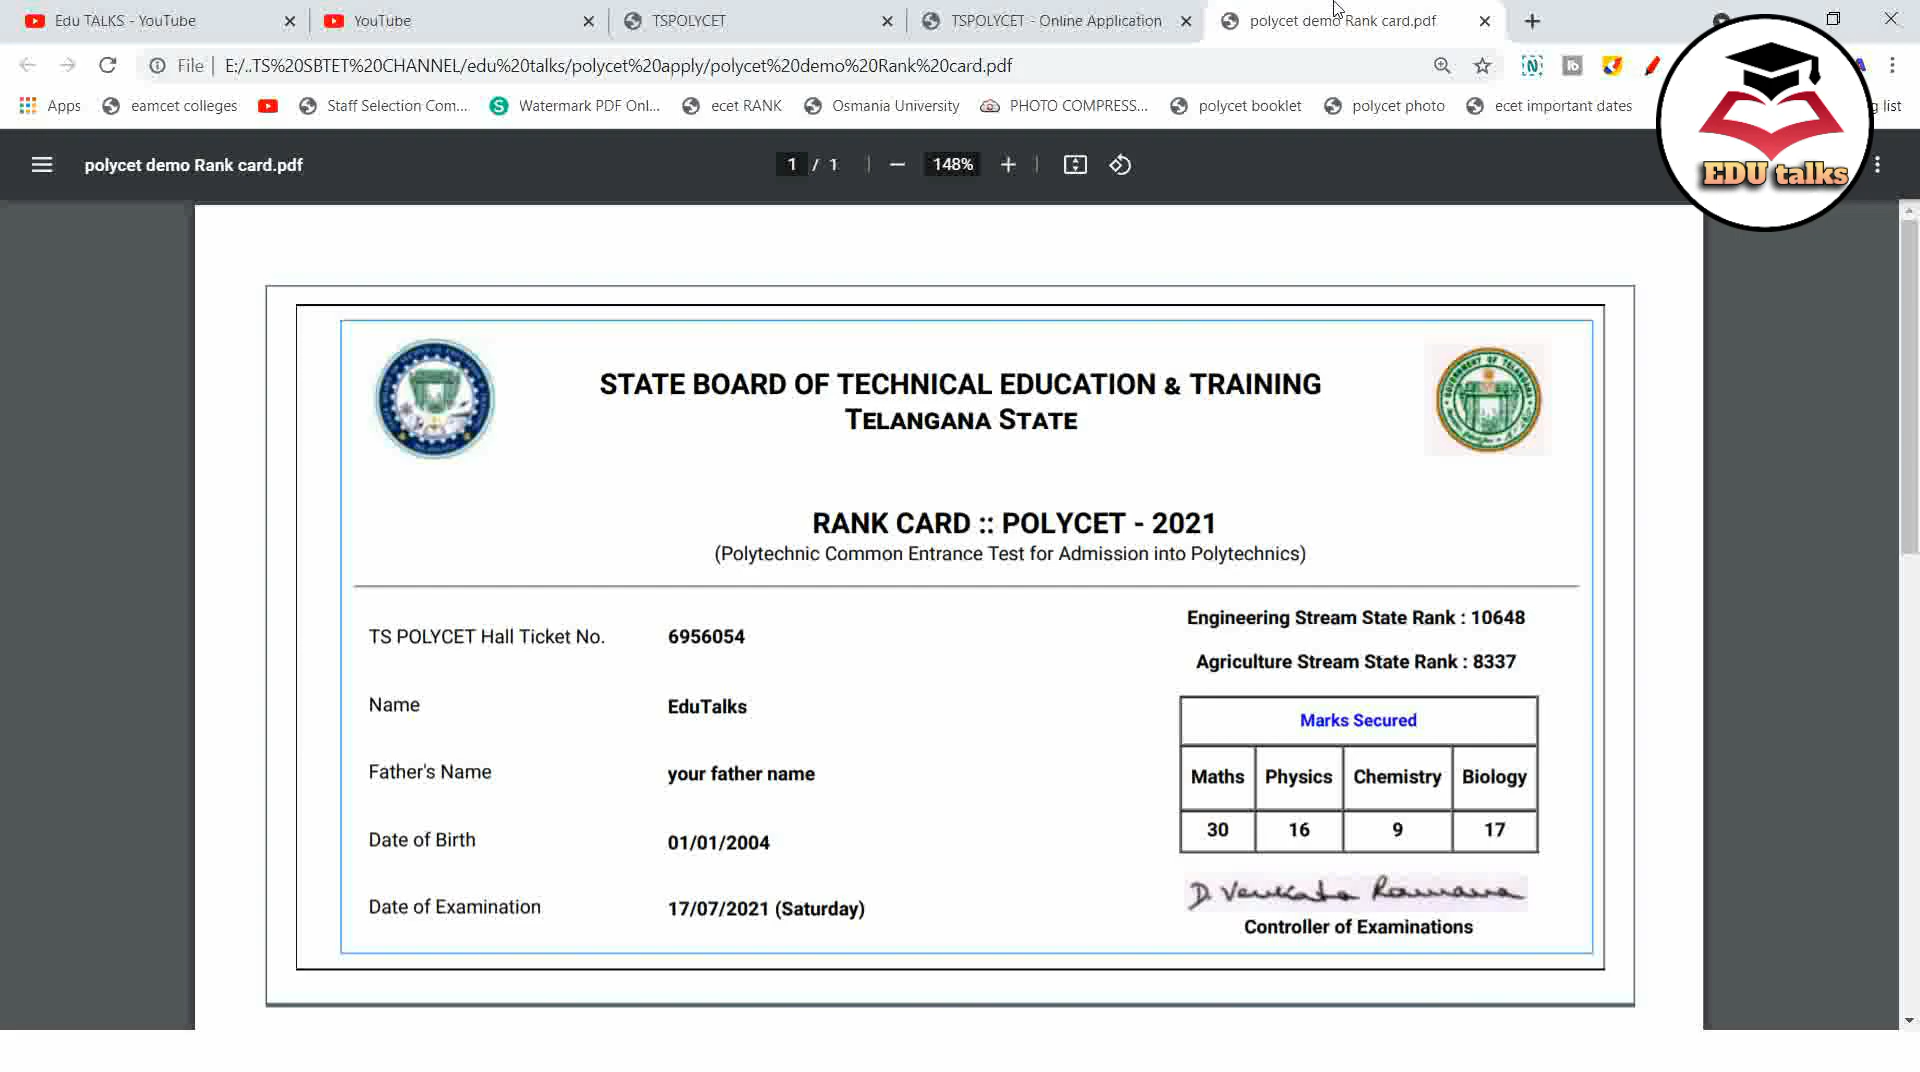 Edu TALKS - YouTube
YouTube
TSPOLYCET
TSPOLYCET - Online Application
polycet demo Rank card.pdf
File
E:/..TS%20SBTET%20CHANNEL/edu%20talks/polycet%20apply/polycet%20demo%20Rank%20card.pdf
Apps
eamcet colleges
Staff Selection Com...
Watermark PDF Onl...
ecet RANK
Osmania University
PHOTO COMPRESS...
polycet booklet
polycet photo
ecet important dates
g list
EDU talks
polycet demo Rank card.pdf
1 / 1
148%
STATE BOARD OF TECHNICAL EDUCATION & TRAINING
TELANGANA STATE
RANK CARD :: POLYCET - 2021
(Polytechnic Common Entrance Test for Admission into Polytechnics)
TS POLYCET Hall Ticket No. 6956054
Name EduTalks
Father's Name your father name
Date of Birth 01/01/2004
Date of Examination 17/07/2021 (Saturday)
Engineering Stream State Rank : 10648
Agriculture Stream State Rank : 8337
Marks Secured
Maths Physics Chemistry Biology
30 16 9 17
D. Venkata Ramana
Controller of Examinations